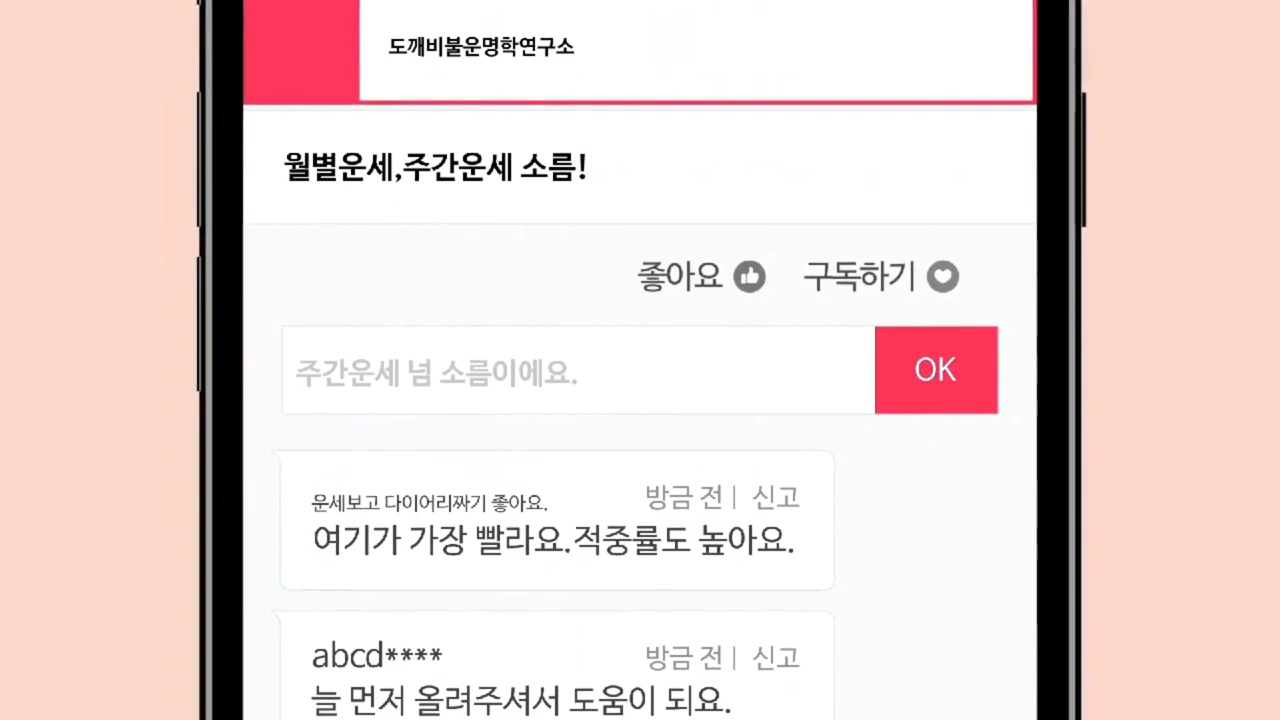 도깨비불운명학연구소
월별운세,주간운세 소름!
좋아요 구독하기
주간운세 넘 소름이에요.
OK
운세보고 다이어리짜기 좋아요.
방금 전 | 신고
여기가 가장 빨라요.적중률도 높아요.
abcd****
방금 전 | 신고
늘 먼저 올려주셔서 도움이 되요.